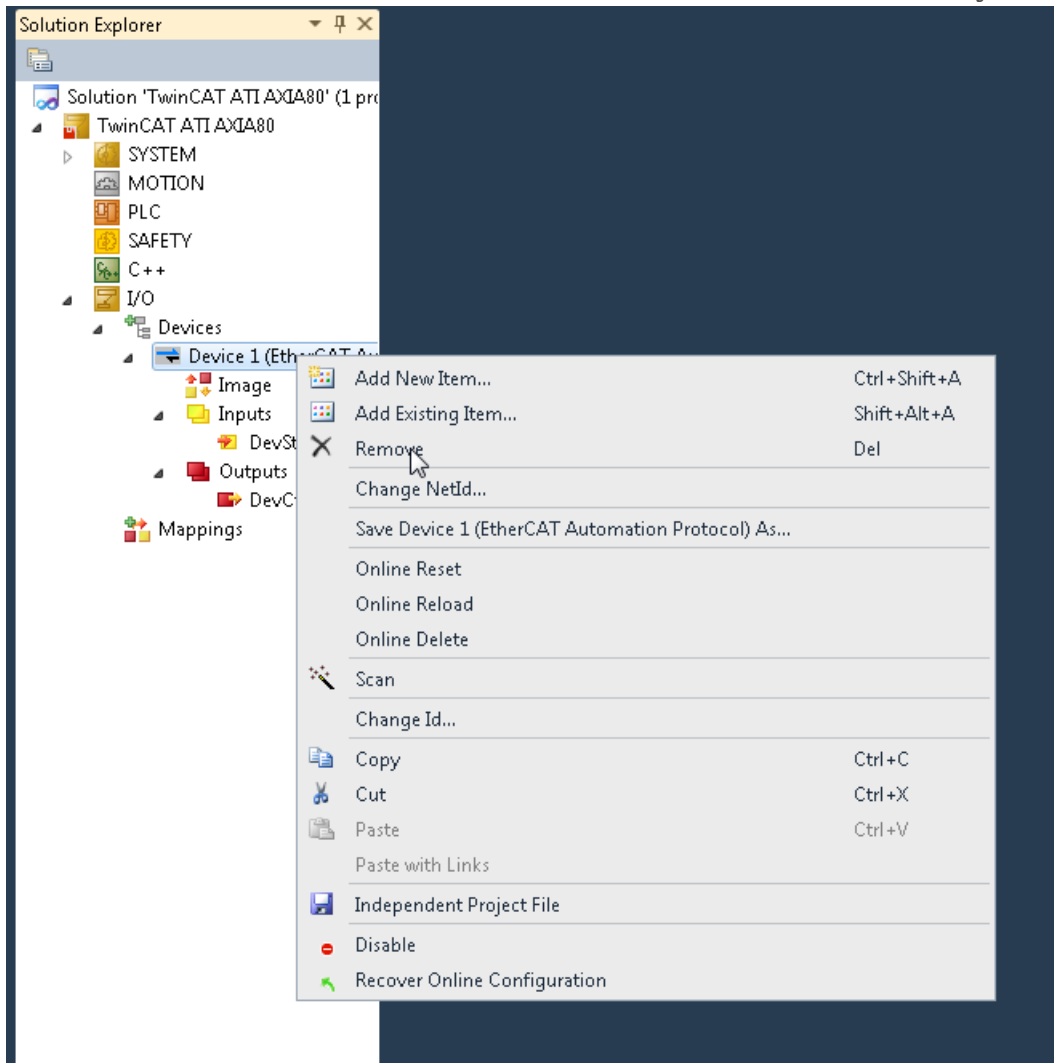 Solution Explorer
Solution 'TwinCAT ATI AXIA80' (1 pro
TwinCAT ATI AXIA80
SYSTEM
MOTION
PLC
SAFETY
C++
I/O
Devices
Device 1 (EtherCAT Au
Image
Inputs
DevSt
Outputs
DevCt
Mappings
Add New Item... Ctrl+Shift+A
Add Existing Item... Shift+Alt+A
Remove Del
Change NetId...
Save Device 1 (EtherCAT Automation Protocol) As...
Online Reset
Online Reload
Online Delete
Scan
Change Id...
Copy Ctrl+C
Cut Ctrl+X
Paste Ctrl+V
Paste with Links
Independent Project File
Disable
Recover Online Configuration